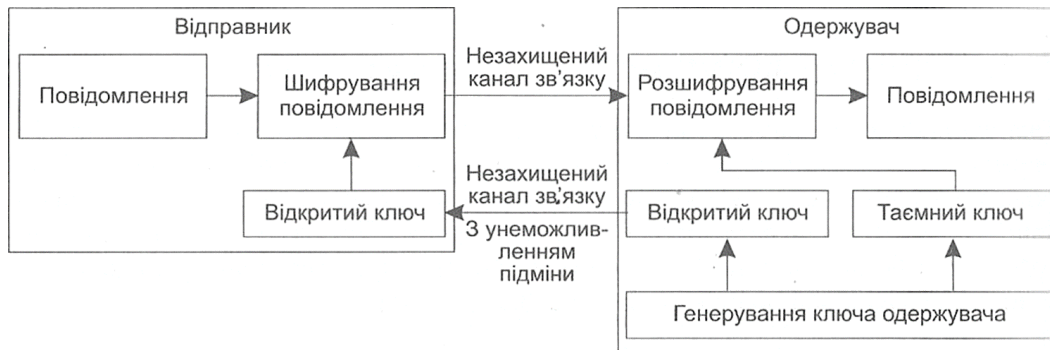 Відправник
Повідомлення
Шифрування
повідомлення
Відкритий ключ
Незахищений
канал зв’язку
Незахищений
канал зв’язку
З унеможлив-
ленням
підміни
Одержувач
Розшифрування
повідомлення
Повідомлення
Відкритий ключ
Таємний ключ
Генерування ключа одержувача